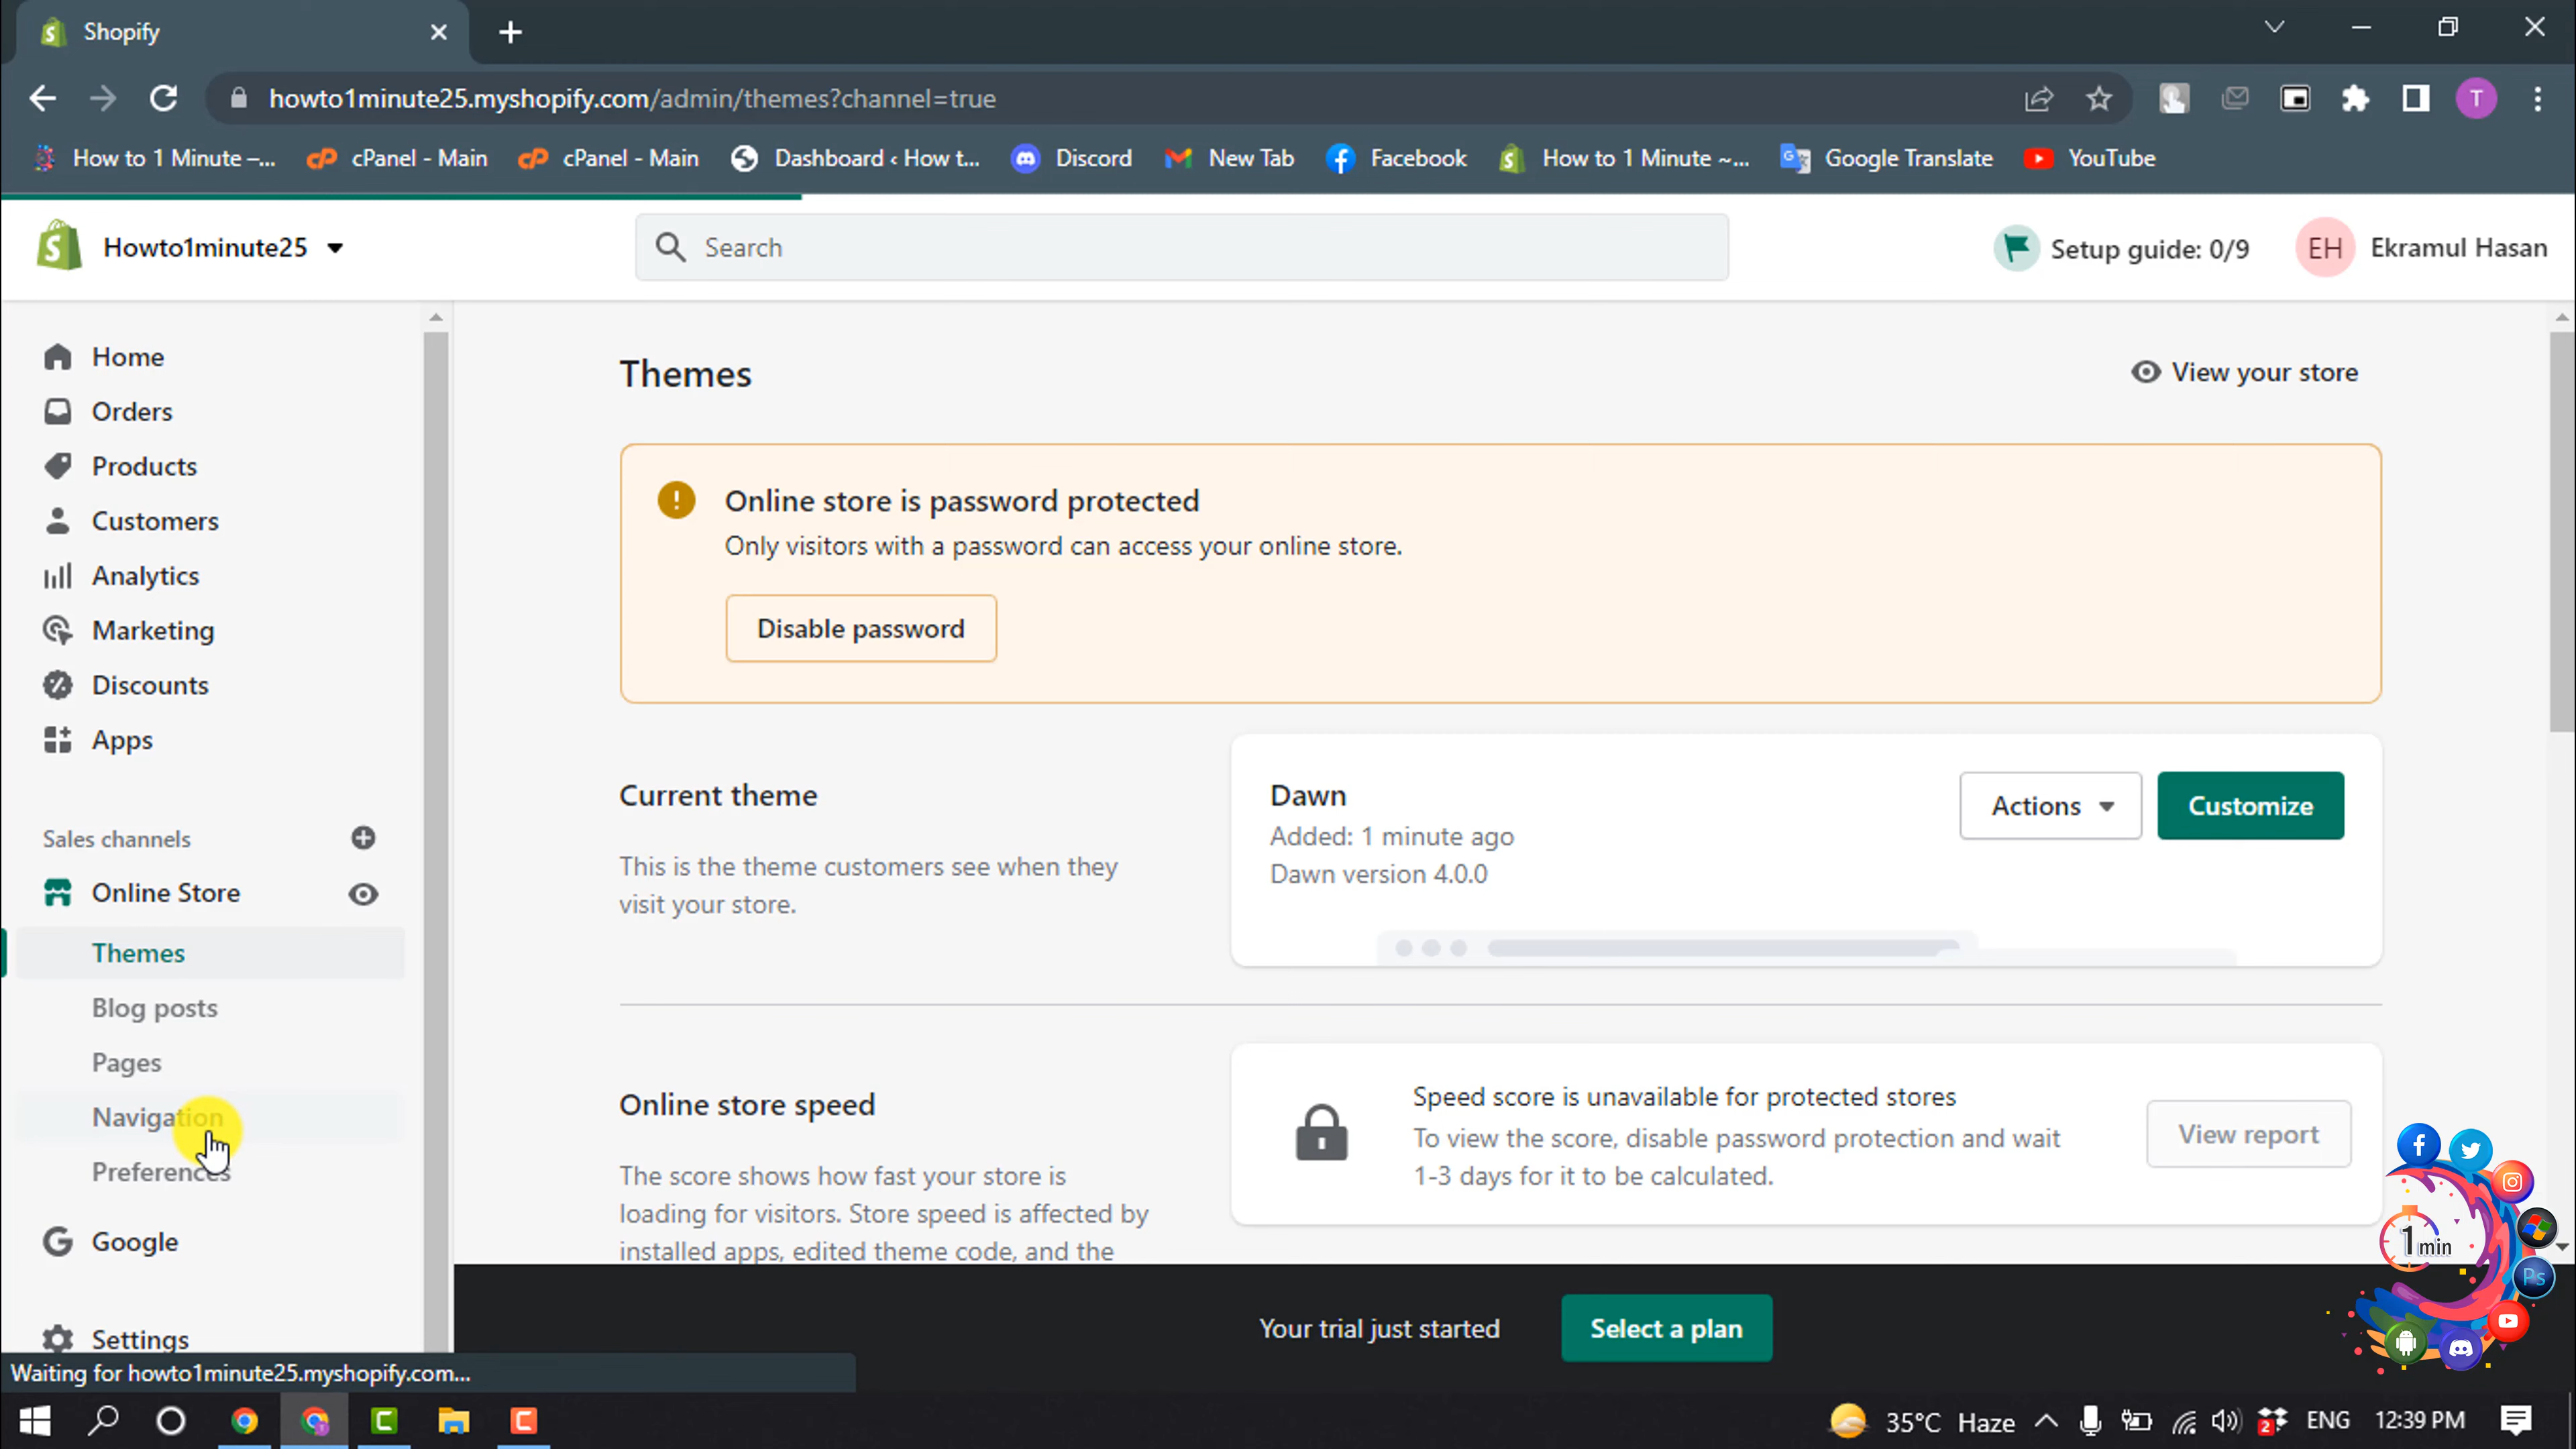 Shopify
howto1minute25.myshopify.com/admin/themes?channel=true
T
How to 1 Minute –...
cPanel - Main
cPanel - Main
Dashboard ‹ How t...
Discord
New Tab
Facebook
How to 1 Minute ~...
Google Translate
YouTube
Howto1minute25
Search
Setup guide: 0/9
EH
Ekramul Hasan
Home
Orders
Products
Customers
Analytics
Marketing
Discounts
Apps
Sales channels
Online Store
Themes
Blog posts
Pages
Navigation
Preferences
Google
Settings
Themes
View your store
Online store is password protected
Only visitors with a password can access your online store.
Disable password
Current theme
This is the theme customers see when they
visit your store.
Dawn
Added: 1 minute ago
Dawn version 4.0.0
Actions
Customize
Online store speed
The score shows how fast your store is
loading for visitors. Store speed is affected by
installed apps, edited theme code, and the
Speed score is unavailable for protected stores
To view the score, disable password protection and wait
1-3 days for it to be calculated.
View report
1 min
Ps
Your trial just started
Select a plan
Waiting for howto1minute25.myshopify.com...
35°C Haze
2
ENG
12:39 PM